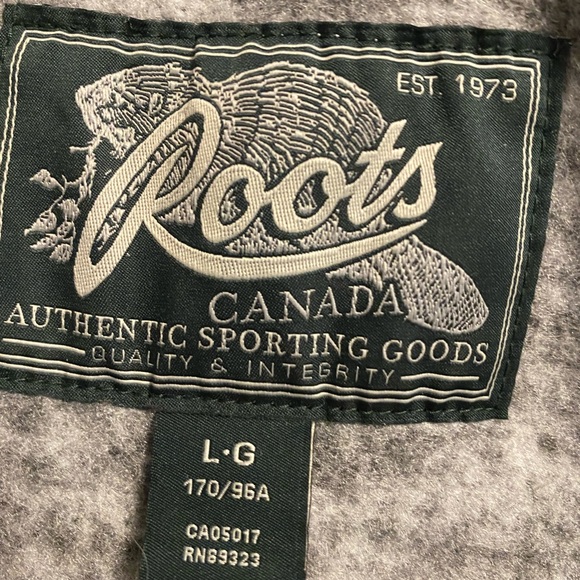 EST. 1973
Roots
CANADA
AUTHENTIC SPORTING GOODS
QUALITY & INTEGRITY
L·G
170/96A
CA05017
RN69323